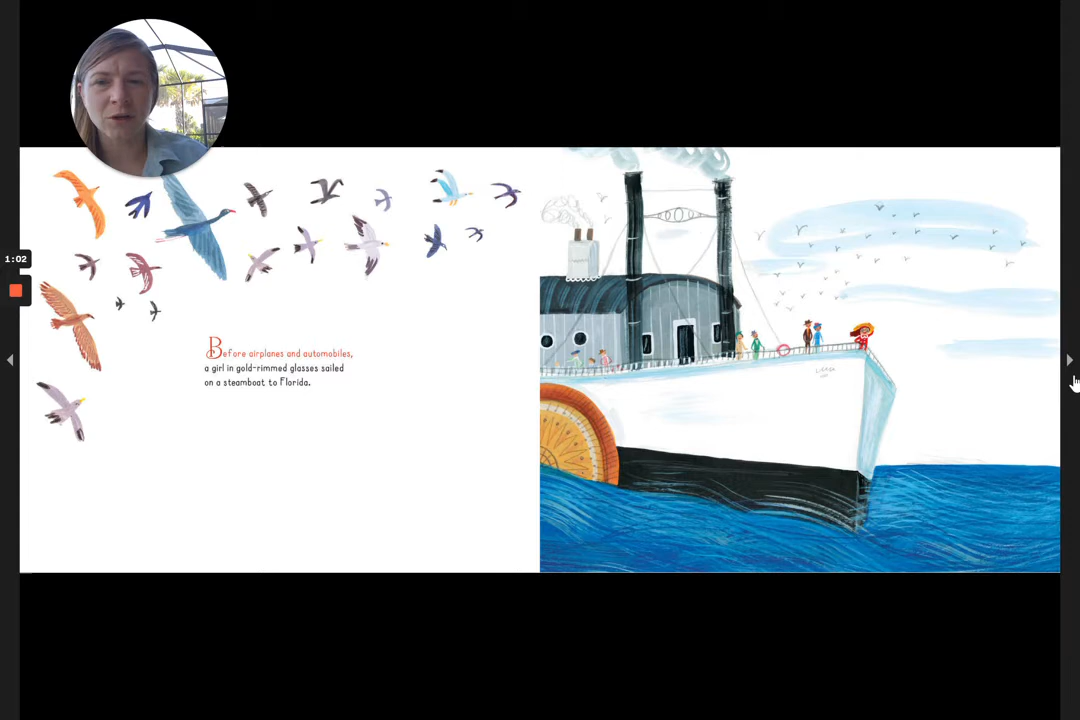 1:02
Before airplanes and automobiles,
a girl in gold-rimmed glasses sailed
on a steamboat to Florida.